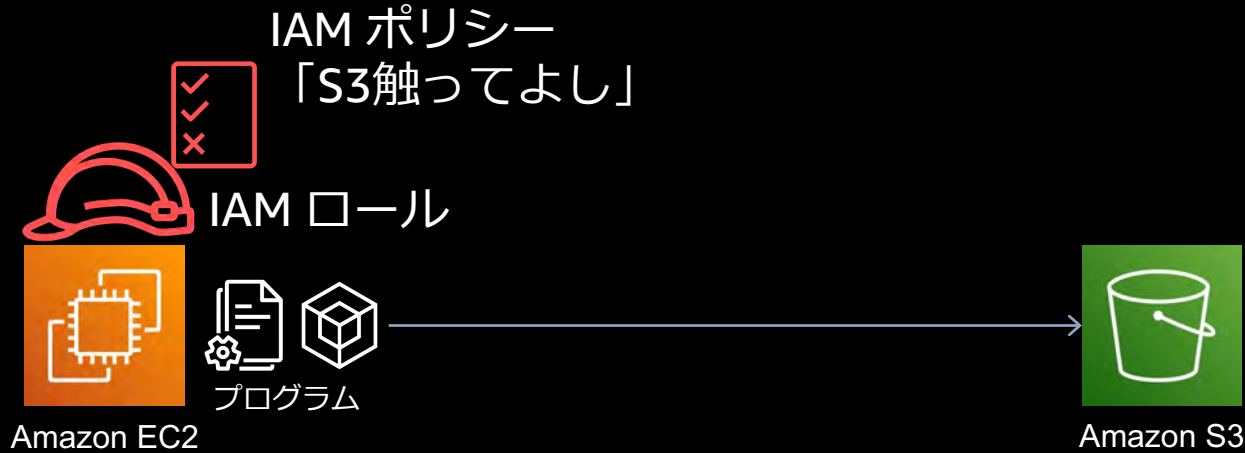 IAM ポリシー
「S3触ってよし」
IAM ロール
プログラム
Amazon EC2
Amazon S3